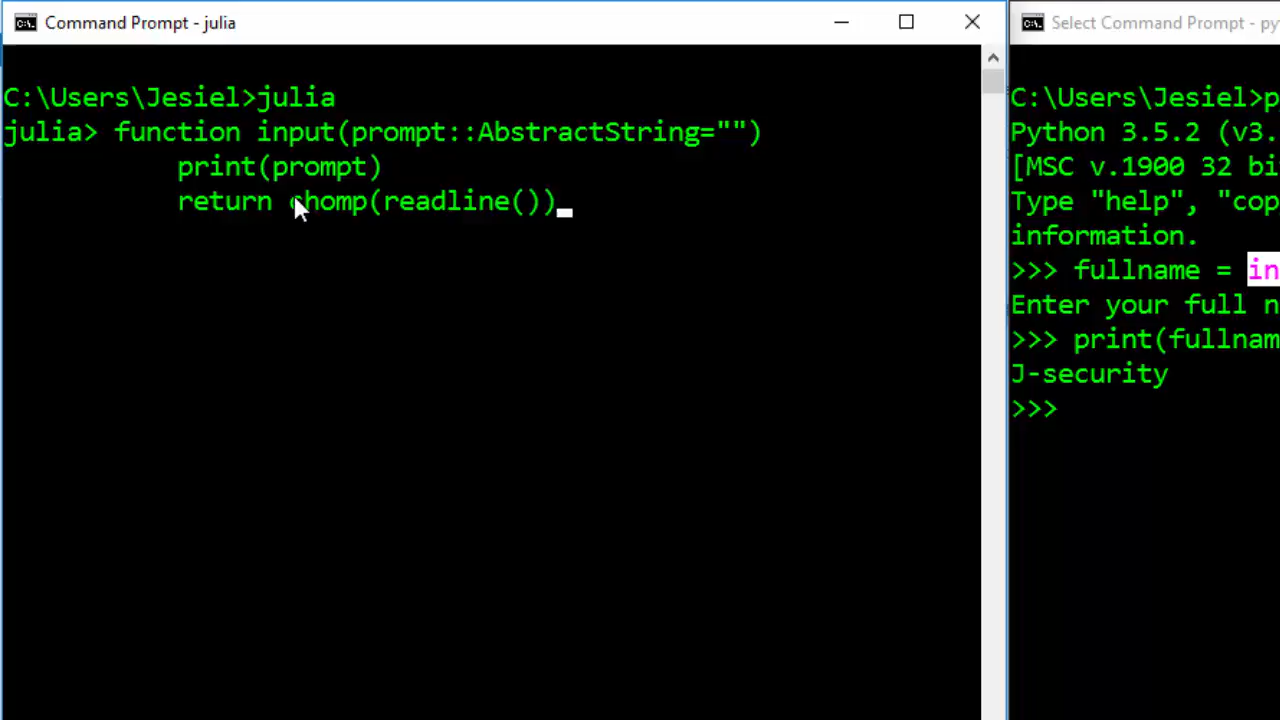 Command Prompt - julia
C:\Users\Jesiel>julia
julia> function input(prompt::AbstractString="")
print(prompt)
return chomp(readline())
Select Command Prompt - py
C:\Users\Jesiel>p
Python 3.5.2 (v3.
[MSC v.1900 32 bi
Type "help", "cop
information.
>>> fullname = in
Enter your full n
>>> print(fullnam
J-security
>>>